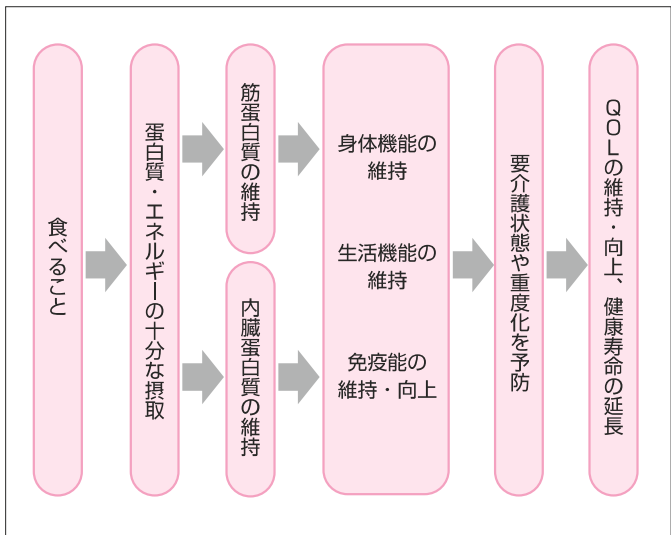 食べること
蛋白質・エネルギーの十分な摂取
筋蛋白質の維持
内臓蛋白質の維持
身体機能の
維持
生活機能の
維持
免疫能の
維持・向上
要介護状態や重度化を予防
QOLの維持・向上、健康寿命の延長